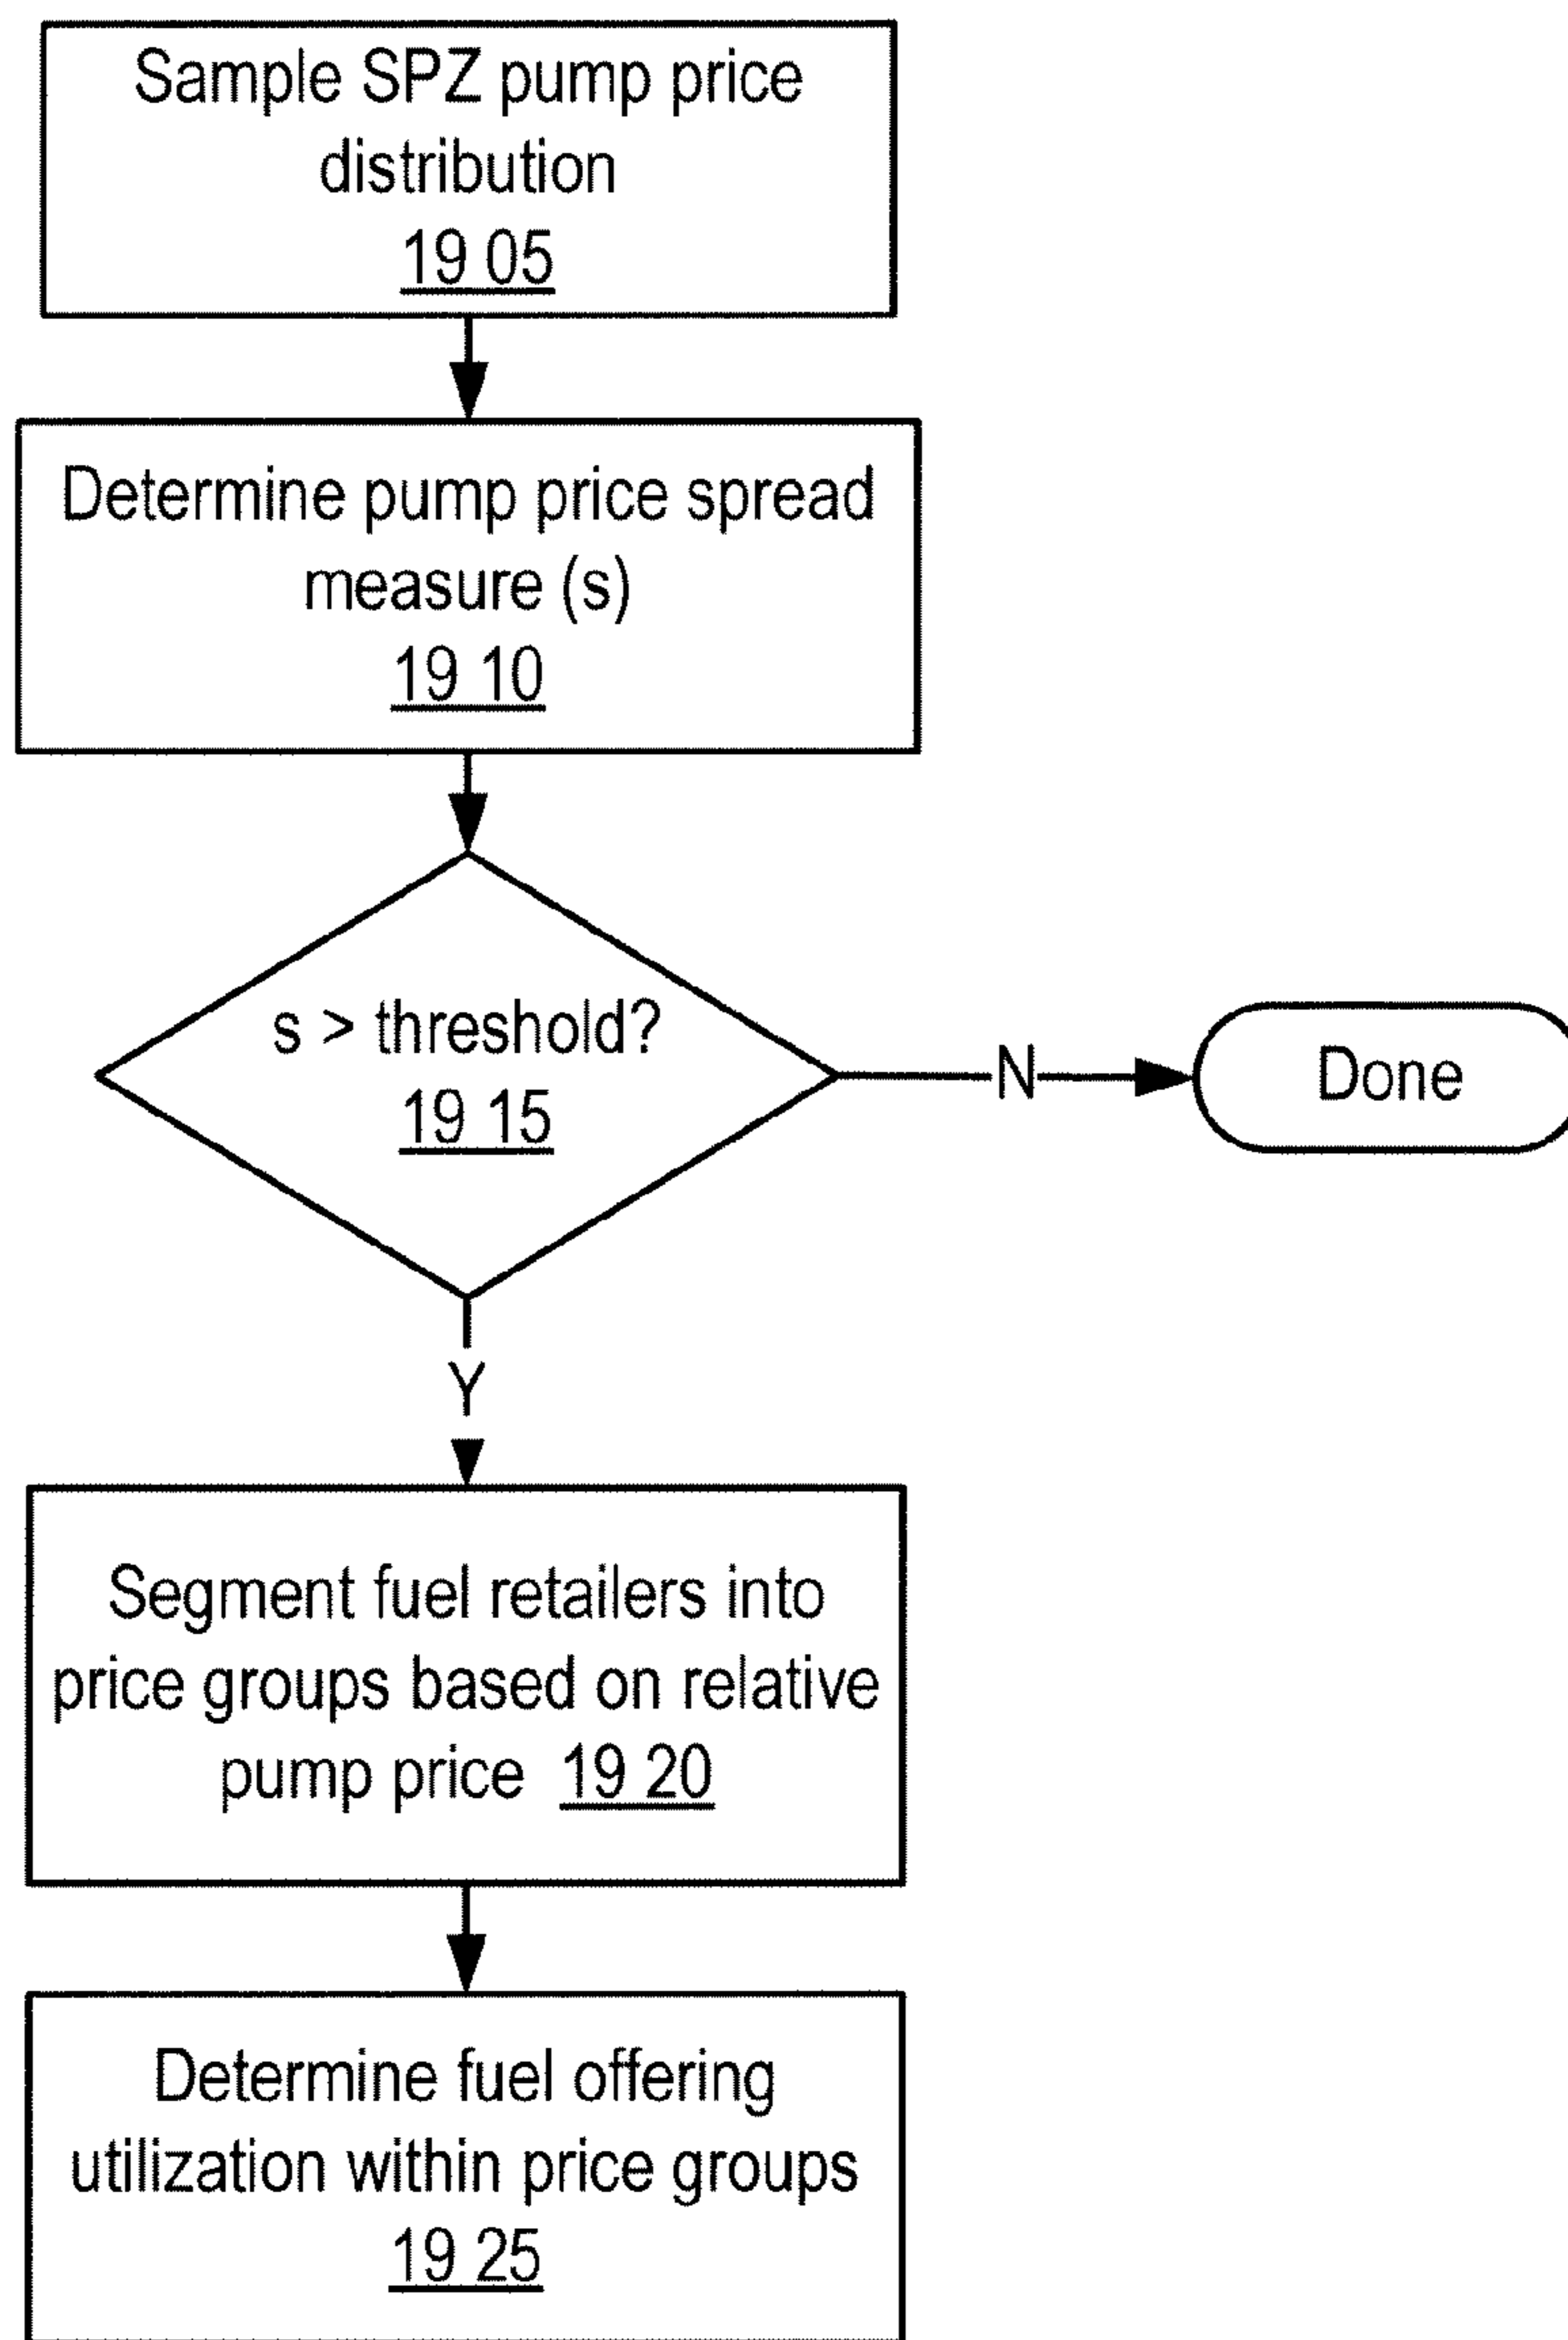 Sample SPZ pump price
distribution
19 05
Determine pump price spread
measure (s)
19 10
s > threshold?
19 15
N
Done
Y
Segment fuel retailers into
price groups based on relative
pump price 19 20
Determine fuel offering
utilization within price groups
19 25